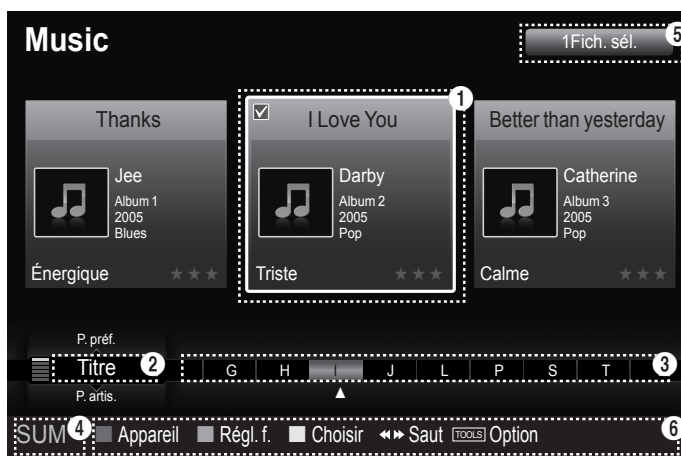 Music
1Fich. sél.
5
1
Thanks
I Love You
Better than yesterday
Jee
Album 1
2005
Blues
Darby
Album 2
2005
Pop
Catherine
Album 3
2005
Pop
Énergique
Triste
Calme
P. préf.
Titre
2
G H I J L P S T
3
P. artis.
SUM
4
Appareil Régl. f. Choisir Saut TOOLS Option
6